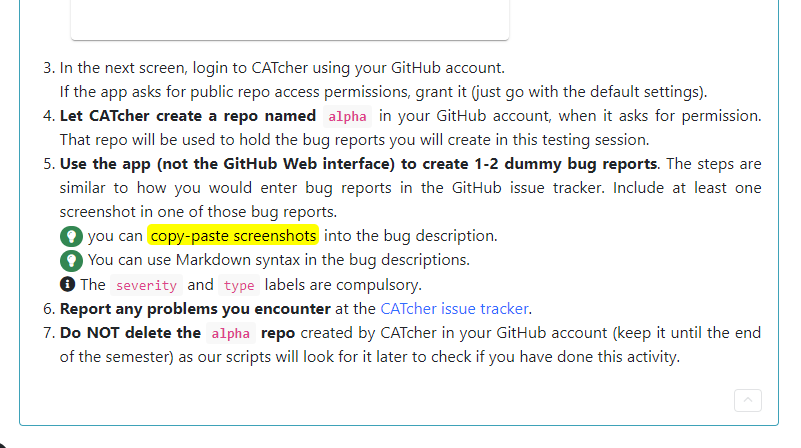 3. In the next screen, login to CATcher using your GitHub account.
If the app asks for public repo access permissions, grant it (just go with the default settings).
4. Let CATcher create a repo named alpha in your GitHub account, when it asks for permission.
That repo will be used to hold the bug reports you will create in this testing session.
5. Use the app (not the GitHub Web interface) to create 1-2 dummy bug reports. The steps are
similar to how you would enter bug reports in the GitHub issue tracker. Include at least one
screenshot in one of those bug reports.
you can copy-paste screenshots into the bug description.
You can use Markdown syntax in the bug descriptions.
The severity and type labels are compulsory.
6. Report any problems you encounter at the CATcher issue tracker.
7. Do NOT delete the alpha repo created by CATcher in your GitHub account (keep it until the end
of the semester) as our scripts will look for it later to check if you have done this activity.